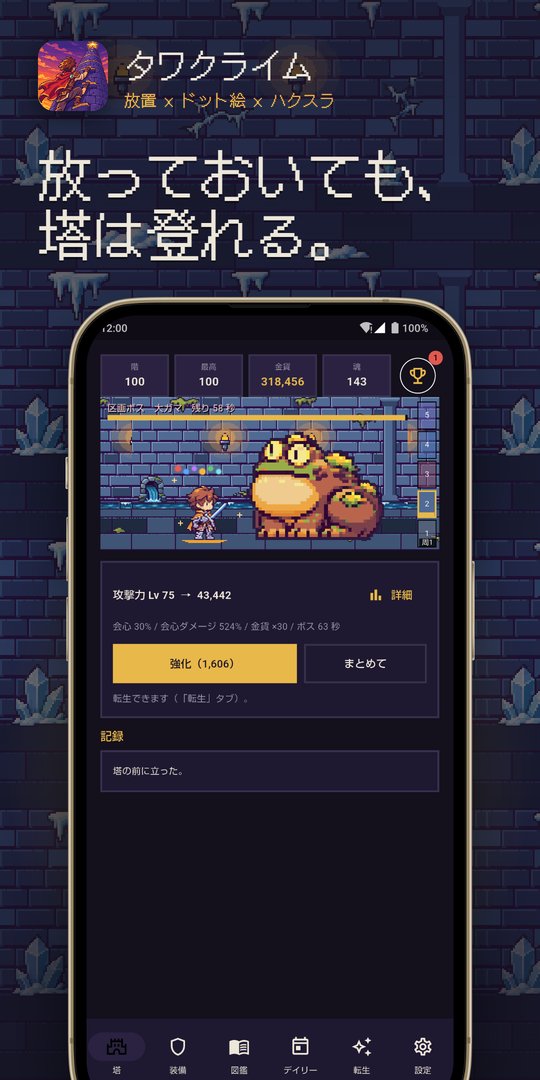 タワクライム
放置 x ドット絵 x ハクスラ
放っておいても、
塔は登れる。
12:00 100%
階 最高 金貨 魂 1
100 100 318,456 143
区画ボス 大ガマ 残り 58 秒
5
4
3
2
1
周1
攻撃力 Lv 75 → 43,442 詳細
会心 30% / 会心ダメージ 524% / 金貨 ×30 / ボス 63 秒
強化（1,606） まとめて
転生できます（「転生」タブ）。
記録
塔の前に立った。
塔 装備 図鑑 デイリー 転生 設定